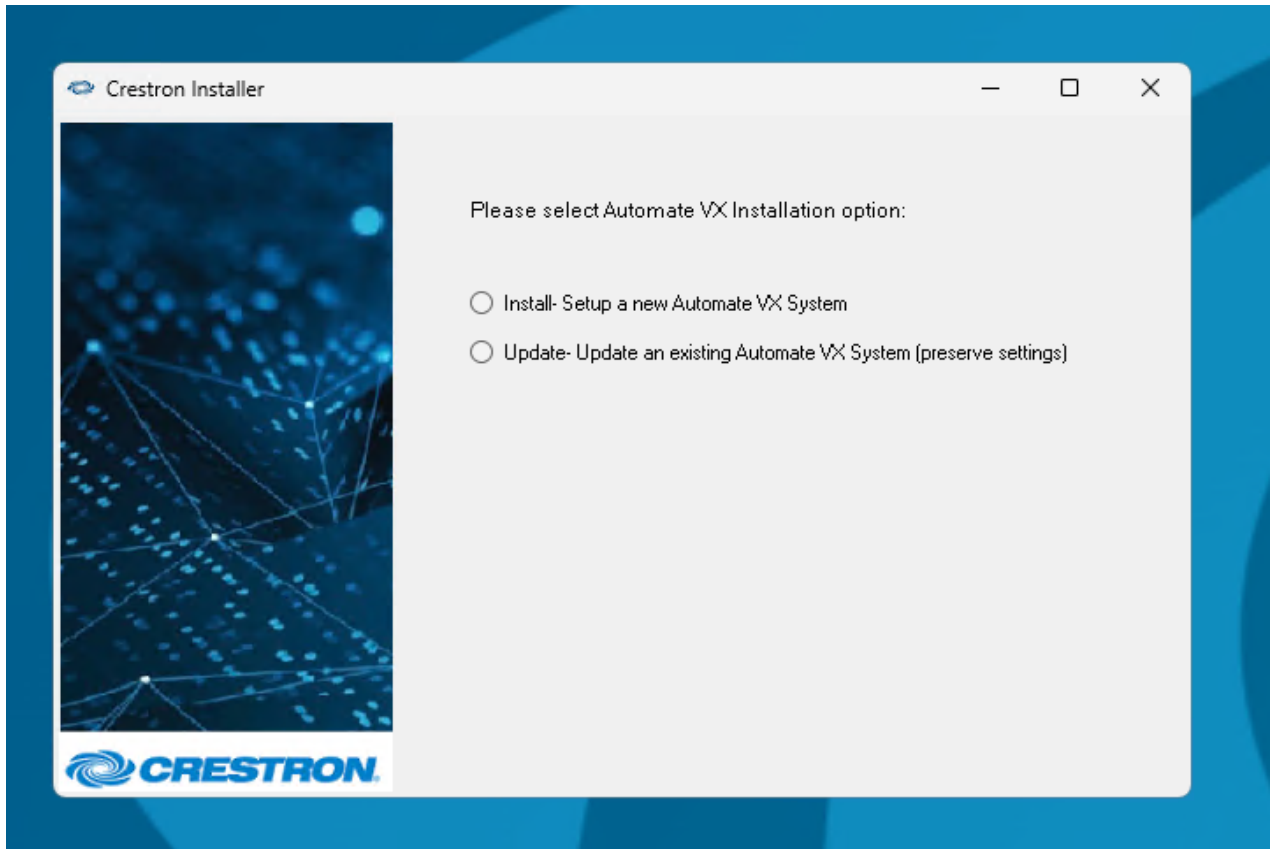 Crestron Installer
Please select Automate VX Installation option:
Install- Setup a new Automate VX System
Update- Update an existing Automate VX System (preserve settings)
CRESTRON.